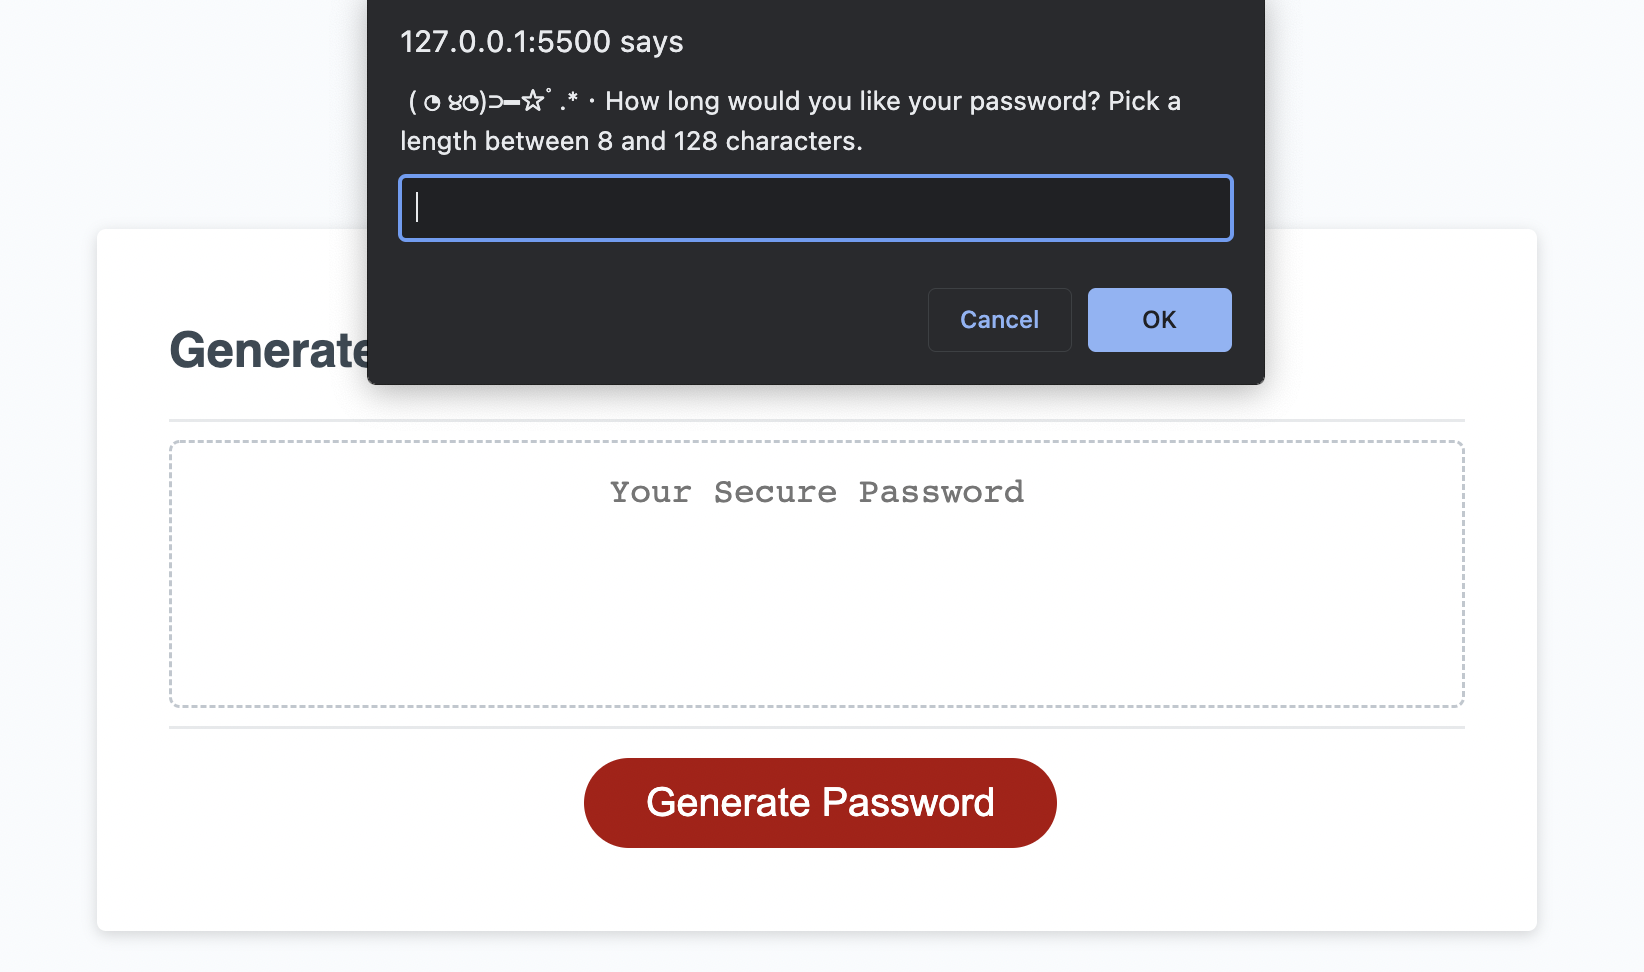 127.0.0.1:5500 says
( ◔ ౪◔)⊃━☆ﾟ.*・How long would you like your password? Pick a
length between 8 and 128 characters.
Cancel
OK
Generate
Your Secure Password
Generate Password